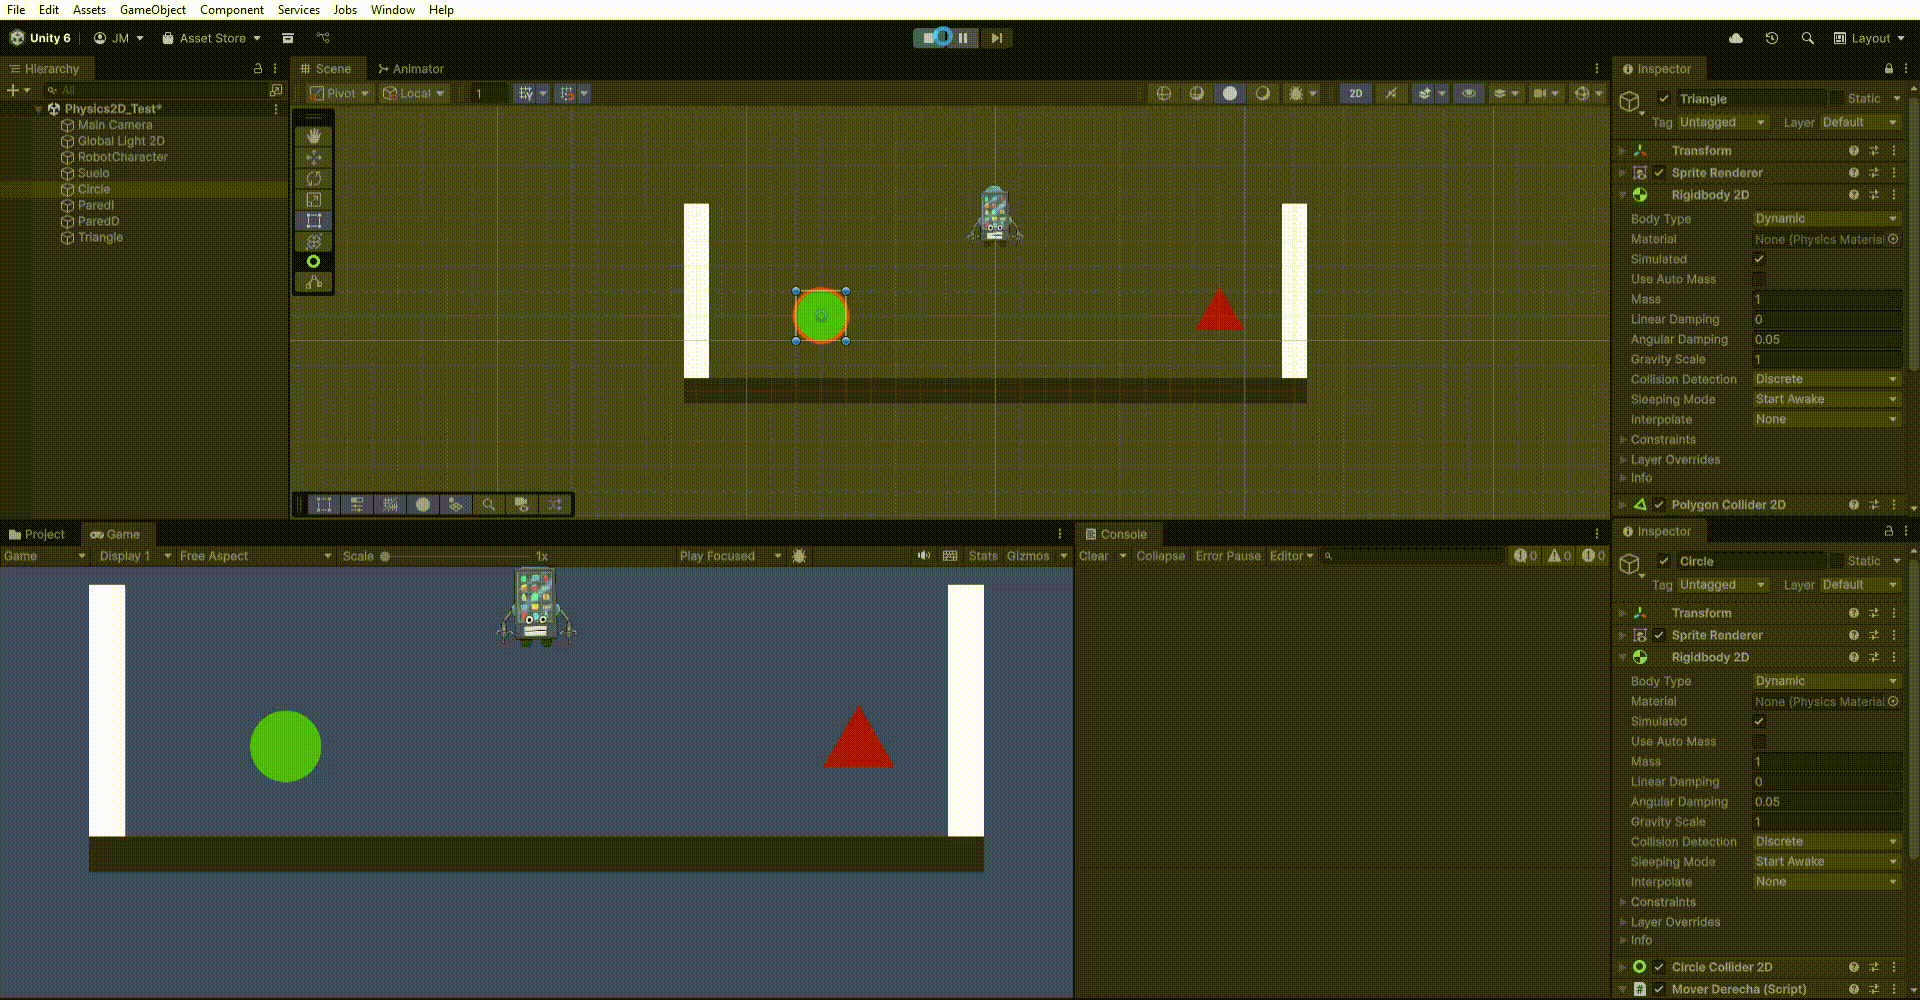 File Edit Assets GameObject Component Services Jobs Window Help
Unity 6 JM Asset Store Layout
Hierarchy
All
Physics2D_Test*
Main Camera
Global Light 2D
RobotCharacter
Suelo
Circle
ParedI
ParedD
Triangle
Scene Animator
Pivot Local 1 2D
Inspector
Triangle Static
Tag Untagged Layer Default
Transform
Sprite Renderer
Rigidbody 2D
Body Type Dynamic
Material None (Physics Material
Simulated
Use Auto Mass
Mass 1
Linear Damping 0
Angular Damping 0.05
Gravity Scale 1
Collision Detection Discrete
Sleeping Mode Start Awake
Interpolate None
Constraints
Layer Overrides
Info
Polygon Collider 2D
Project Game
Game Display 1 Free Aspect Scale 1x Play Focused Stats Gizmos
Console
Clear Collapse Error Pause Editor 0 0 0
Inspector
Circle Static
Tag Untagged Layer Default
Transform
Sprite Renderer
Rigidbody 2D
Body Type Dynamic
Material None (Physics Material
Simulated
Use Auto Mass
Mass 1
Linear Damping 0
Angular Damping 0.05
Gravity Scale 1
Collision Detection Discrete
Sleeping Mode Start Awake
Interpolate None
Constraints
Layer Overrides
Info
Circle Collider 2D
Mover Derecha (Script)